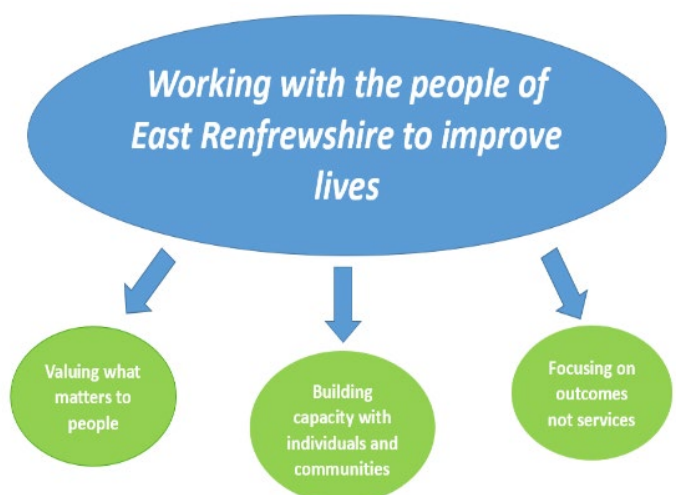 Working with the people of
East Renfrewshire to improve
lives
Valuing what
matters to
people
Building
capacity with
individuals and
communities
Focusing on
outcomes
not services